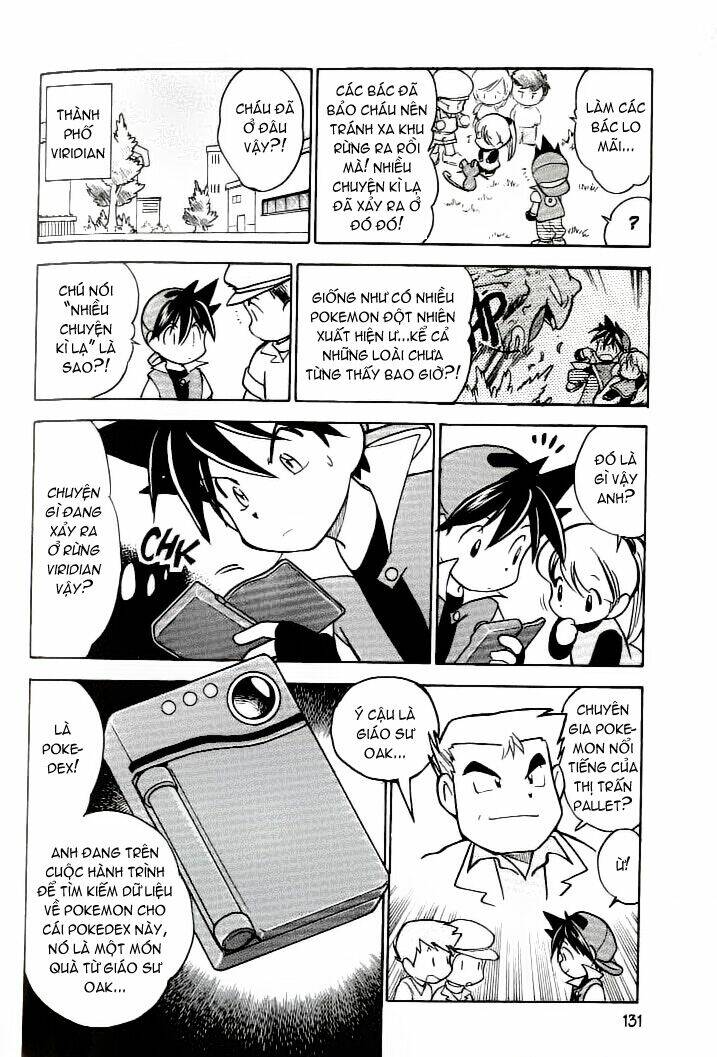 THÀNH
PHỐ
VIRIDIAN
CHÁU ĐÃ
Ở ĐÂU
VẬY?!
CÁC BÁC ĐÃ
BẢO CHÁU NÊN
TRÁNH XA KHU
RỪNG RA RỒI
MÀ! NHIỀU
CHUYỆN KÌ LẠ
ĐÃ XẢY RA Ở
ĐÓ ĐÓ!
LÀM CÁC
BÁC LO
MÃI...
?
CHÚ NÓI
“NHIỀU
CHUYỆN
KÌ LẠ” LÀ
SAO?!
GIỐNG NHƯ CÓ NHIỀU
POKEMON ĐỘT NHIÊN
XUẤT HIỆN Ư...KỂ CẢ
NHỮNG LOÀI CHƯA
TỪNG THẤY BAO GIỜ?!
CHUYỆN
GÌ ĐANG
XẢY RA
Ở RỪNG
VIRIDIAN
VẬY?
CHK
ĐÓ LÀ
GÌ VẬY
ANH?
LÀ
POKE-
DEX!
ANH ĐANG TRÊN
CUỘC HÀNH TRÌNH
ĐỂ TÌM KIẾM DỮ LIỆU
VỀ POKEMON CHO
CÁI POKEDEX NÀY,
NÓ LÀ MỘT MÓN
QUÀ TỪ GIÁO SƯ
OAK...
Ý CẬU LÀ
GIÁO SƯ
OAK...
CHUYÊN
GIA POKE-
MON NỔI
TIẾNG CỦA
THỊ TRẤN
PALLET?
Ừ!
131